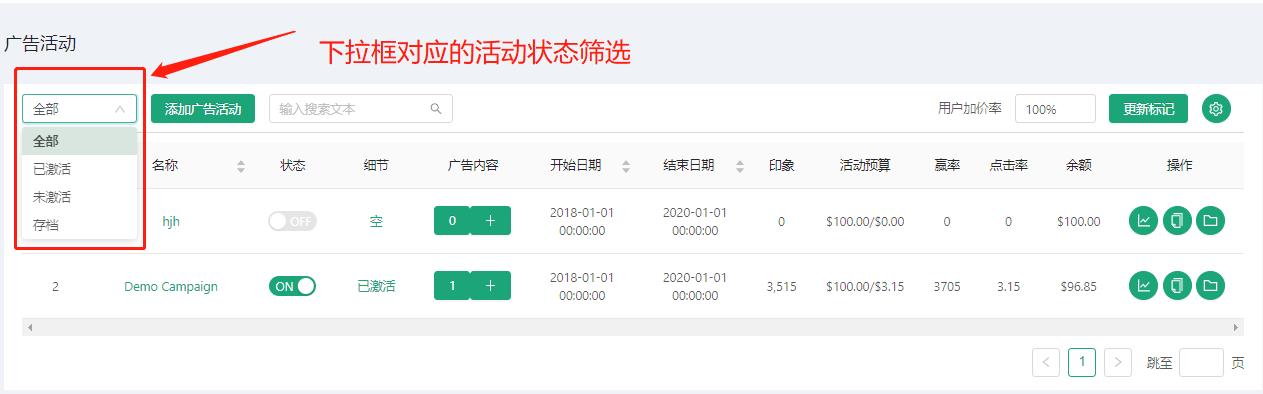 广告活动
下拉框对应的活动状态筛选
全部 添加广告活动 输入搜索文本 用户加价率 100% 更新标记
全部
已激活
未激活
存档
名称 状态 细节 广告内容 开始日期 结束日期 印象 活动预算 赢率 点击率 余额 操作
hjh OFF 空 0 + 2018-01-01 00:00:00 2020-01-01 00:00:00 0 $100.00/$0.00 0 0 $100.00
2 Demo Campaign ON 已激活 1 + 2018-01-01 00:00:00 2020-01-01 00:00:00 3,515 $100.00/$3.15 3705 3.15 $96.85
< 1 > 跳至 页